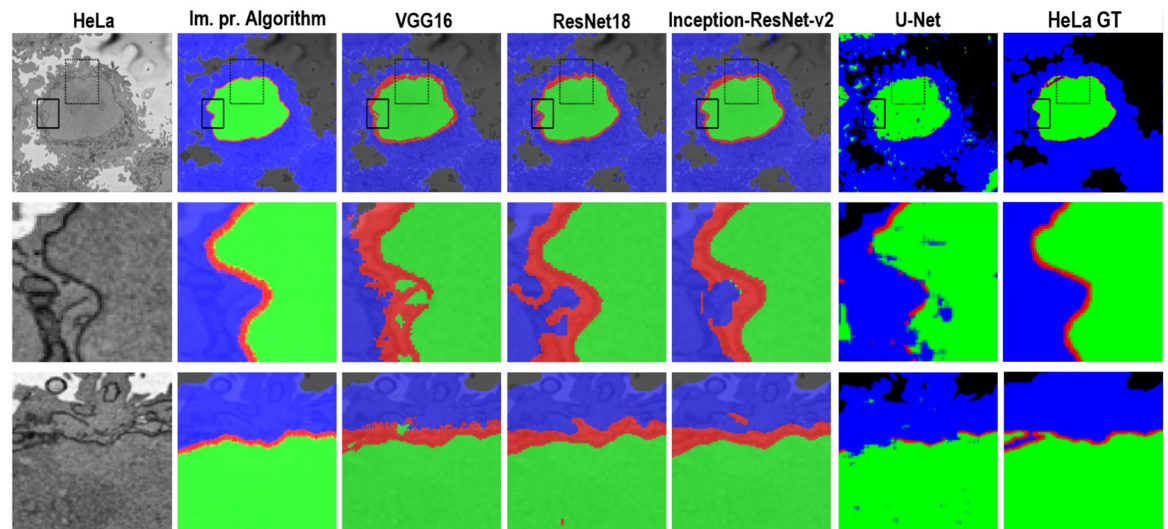 HeLa Im. pr. Algorithm VGG16 ResNet18 Inception-ResNet-v2 U-Net HeLa GT